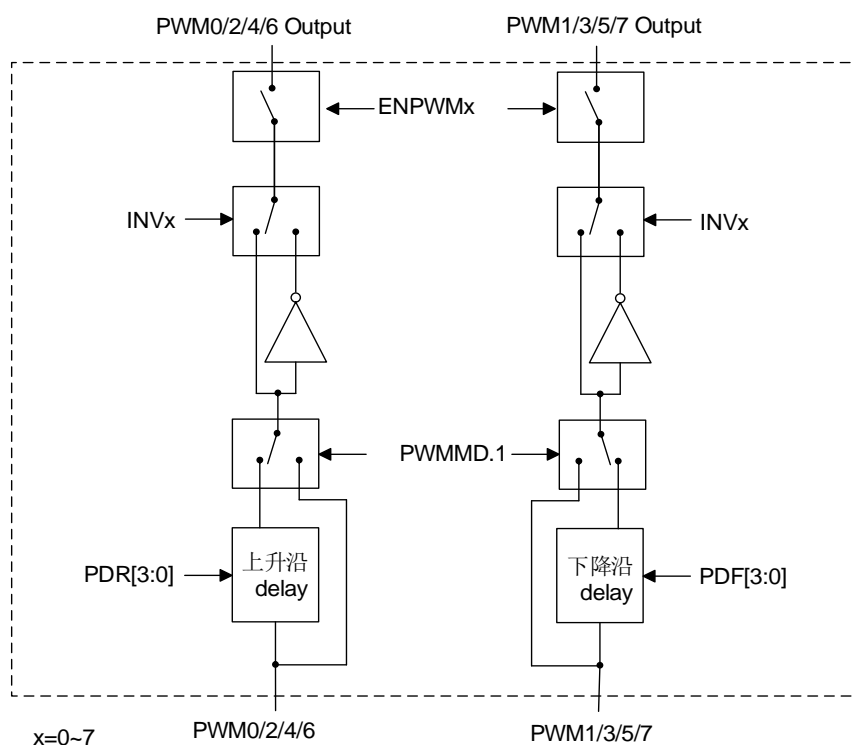 PWM0/2/4/6 Output
PWM1/3/5/7 Output
ENPWMx
INVx
INVx
PWMMD.1
PDR[3:0]
上升沿
delay
下降沿
delay
PDF[3:0]
x=0~7
PWM0/2/4/6
PWM1/3/5/7